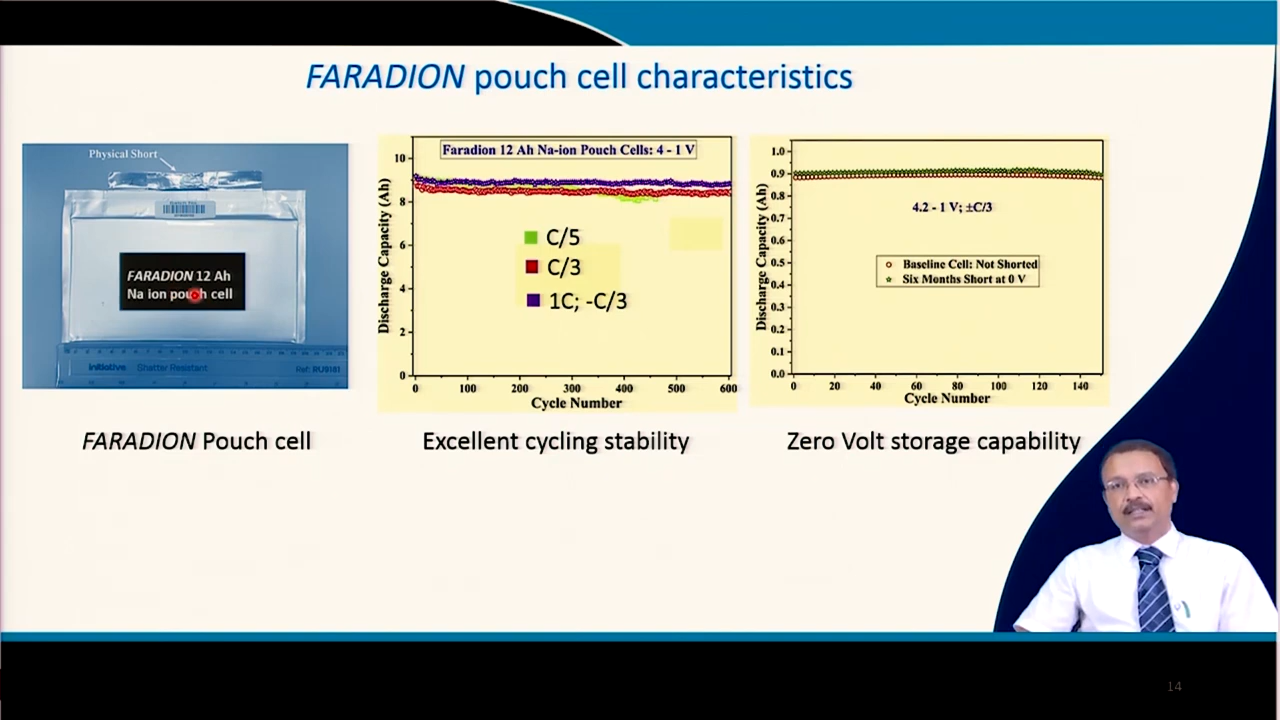 FARADION pouch cell characteristics
Physical Short
FARADION 12 Ah
Na ion pouch cell
initiative Shatter Resistant Ref: RU9161
FARADION Pouch cell
Faradion 12 Ah Na-ion Pouch Cells: 4 - 1 V
Discharge Capacity (Ah)
10
8
6
4
2
0
C/5
C/3
1C; -C/3
0 100 200 300 400 500 600
Cycle Number
Excellent cycling stability
Discharge Capacity (Ah)
1.0
0.9
0.8
0.7
0.6
0.5
0.4
0.3
0.2
0.1
0.0
4.2 - 1 V; ±C/3
Baseline Cell: Not Shorted
Six Months Short at 0 V
0 20 40 60 80 100 120 140
Cycle Number
Zero Volt storage capability
14